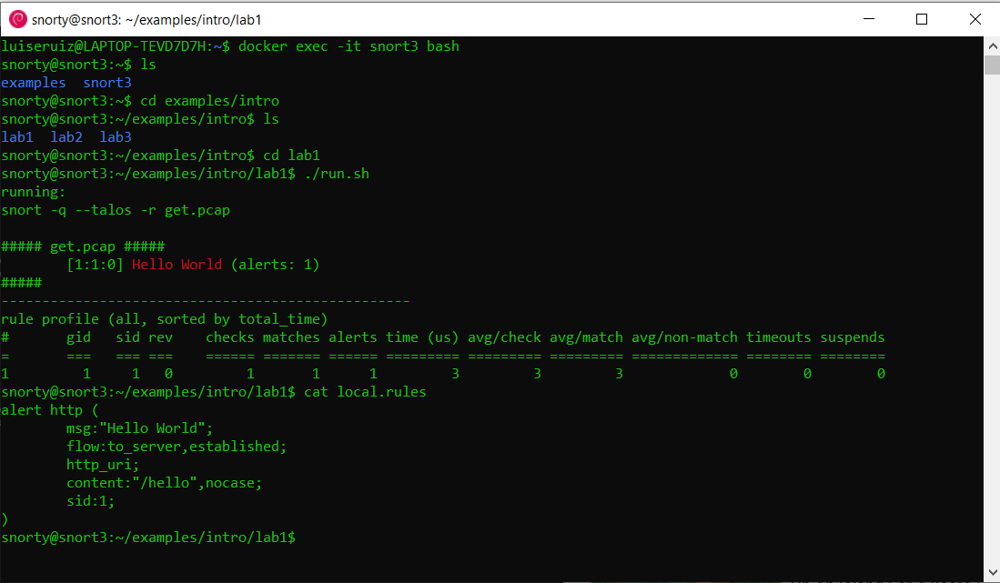 snorty@snort3: ~/examples/intro/lab1
luiseruiz@LAPTOP-TEVD7D7H:~$ docker exec -it snort3 bash
snorty@snort3:~$ ls
examples  snort3
snorty@snort3:~$ cd examples/intro
snorty@snort3:~/examples/intro$ ls
lab1  lab2  lab3
snorty@snort3:~/examples/intro$ cd lab1
snorty@snort3:~/examples/intro/lab1$ ./run.sh
running:
snort -q --talos -r get.pcap
##### get.pcap #####
        [1:1:0] Hello World (alerts: 1)
#####
--------------------------------------------------
rule profile (all, sorted by total_time)
#       gid   sid rev    checks matches alerts time (us) avg/check avg/match avg/non-match timeouts suspends
=       ===   === ===    ====== ======= ====== ========= ========= ========= ============= ======== ========
1         1     1   0         1       1      1         3         3         3             0        0        0
snorty@snort3:~/examples/intro/lab1$ cat local.rules
alert http (
        msg:"Hello World";
        flow:to_server,established;
        http_uri;
        content:"/hello",nocase;
        sid:1;
)
snorty@snort3:~/examples/intro/lab1$